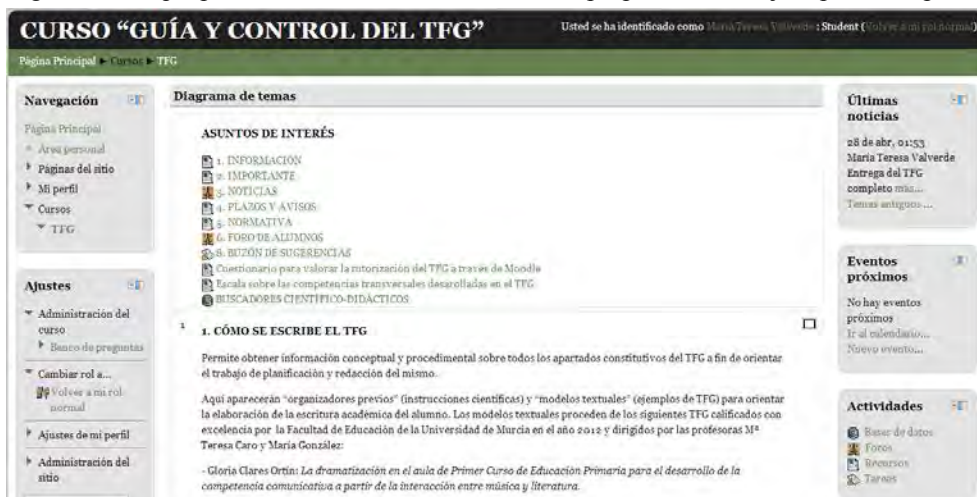 CURSO “GUÍA Y CONTROL DEL TFG”
Usted se ha identificado como Maria Teresa Valverde : Student (Volver a mi rol normal)
Página Principal ► Cursos ► TFG
Navegación
Página Principal
Área personal
Páginas del sitio
Mi perfil
Cursos
TFG
Ajustes
Administración del
curso
Banco de preguntas
Cambiar rol a...
Volver a mi rol
normal
Ajustes de mi perfil
Administración del
sitio
Diagrama de temas
ASUNTOS DE INTERÉS
1. INFORMACIÓN
2. IMPORTANTE
3. NOTICIAS
4. PLAZOS Y AVISOS
5. NORMATIVA
6. FORO DE ALUMNOS
8. BUZÓN DE SUGERENCIAS
Cuestionario para valorar la tutorización del TFG a través de Moodle
Escala sobre las competencias transversales desarolladas en el TFG
BUSCADORES CIENTÍFICO-DIDÁCTICOS
1
1. CÓMO SE ESCRIBE EL TFG
Permite obtener información conceptual y procedimental sobre todos los apartados constitutivos del TFG a fin de orientar
el trabajo de planificación y redacción del mismo.
Aquí aparecerán “organizadores previos” (instrucciones científicas) y “modelos textuales” (ejemplos de TFG) para orientar
la elaboración de la escritura académica del alumno. Los modelos textuales proceden de los siguientes TFG calificados con
excelencia por la Facultad de Educación de la Universidad de Murcia en el año 2012 y dirigidos por las profesoras Mª
Teresa Caro y María González:
- Gloria Clares Ortín: La dramatización en el aula de Primer Curso de Educación Primaria para el desarrollo de la
competencia comunicativa a partir de la interacción entre música y literatura.
Últimas
noticias
28 de abr, 01:53
Maria Teresa Valverde
Entrega del TFG
completo más...
Temas antiguos ...
Eventos
próximos
No hay eventos
próximos
Ir al calendario...
Nuevo evento...
Actividades
Bases de datos
Foros
Recursos
Tareas